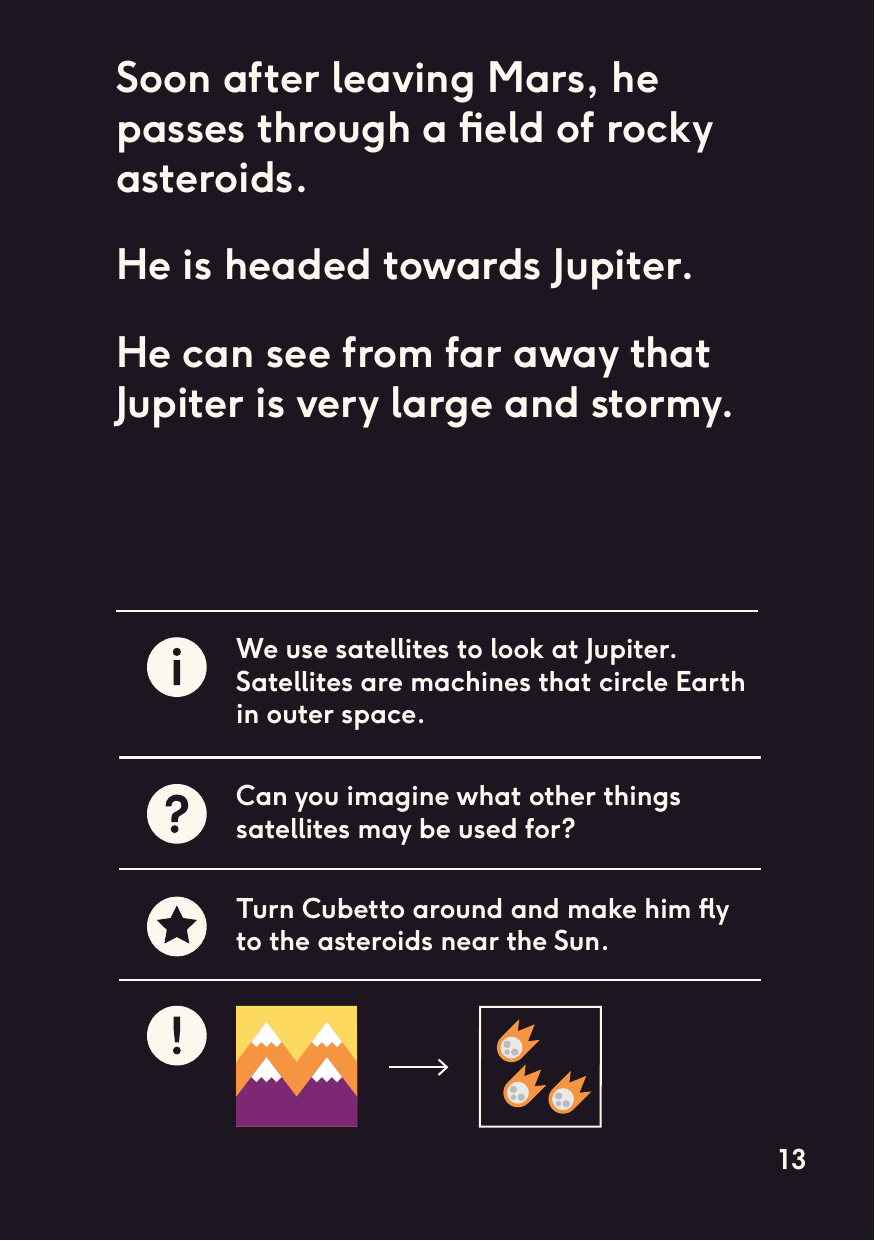 Soon after leaving Mars, he
passes through a field of rocky
asteroids.
He is headed towards Jupiter.
He can see from far away that
Jupiter is very large and stormy.
i
We use satellites to look at Jupiter.
Satellites are machines that circle Earth
in outer space.
?
Can you imagine what other things
satellites may be used for?
Turn Cubetto around and make him fly
to the asteroids near the Sun.
!
13